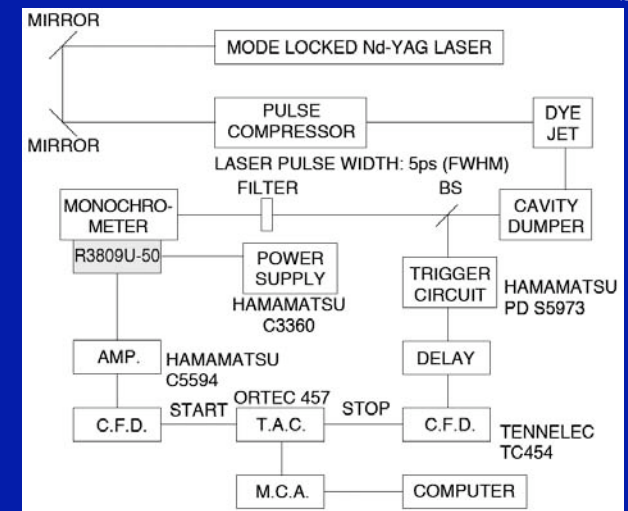 MIRROR
MODE LOCKED Nd-YAG LASER
PULSE
COMPRESSOR
DYE
JET
MIRROR
LASER PULSE WIDTH: 5ps (FWHM)
FILTER
BS
MONOCHRO-
METER
CAVITY
DUMPER
R3809U-50
POWER
SUPPLY
HAMAMATSU
C3360
TRIGGER
CIRCUIT
HAMAMATSU
PD S5973
AMP.
HAMAMATSU
C5594
DELAY
C.F.D.
START
ORTEC 457
T.A.C.
STOP
C.F.D.
TENNELEC
TC454
M.C.A.
COMPUTER